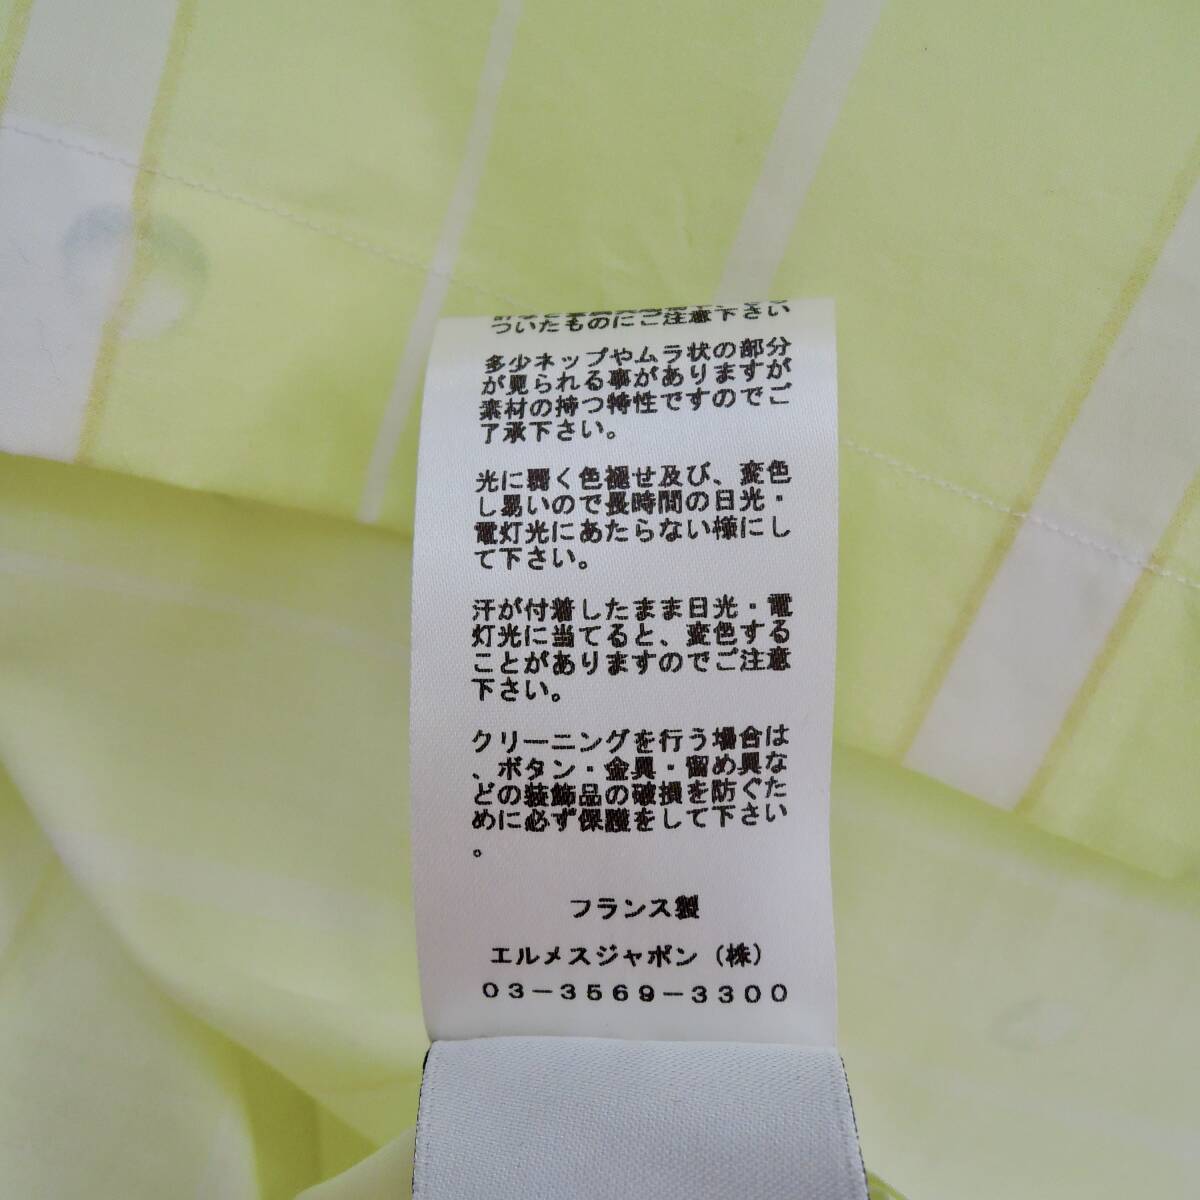 ついたものにご注意下さい
多少ネップやムラ状の部分
が見られる事がありますが
素材の持つ特性ですのでご
了承下さい。
光に弱く色褪せ及び、変色
し易いので長時間の日光・
電灯光にあたらない様にし
て下さい。
汗が付着したまま日光・電
灯光に当てると、変色する
ことがありますのでご注意
下さい。
クリーニングを行う場合は
、ボタン・金具・留め具な
どの装飾品の破損を防ぐた
めに必ず保護をして下さい
。
フランス製
エルメスジャポン（株）
03-3569-3300